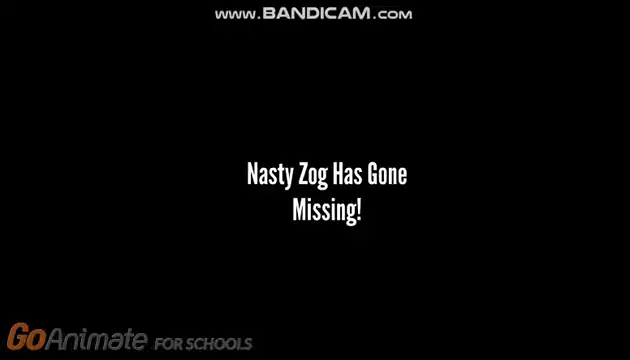 www.BANDICAM.com
Nasty Zog Has Gone
Missing!
GoAnimate FOR SCHOOLS